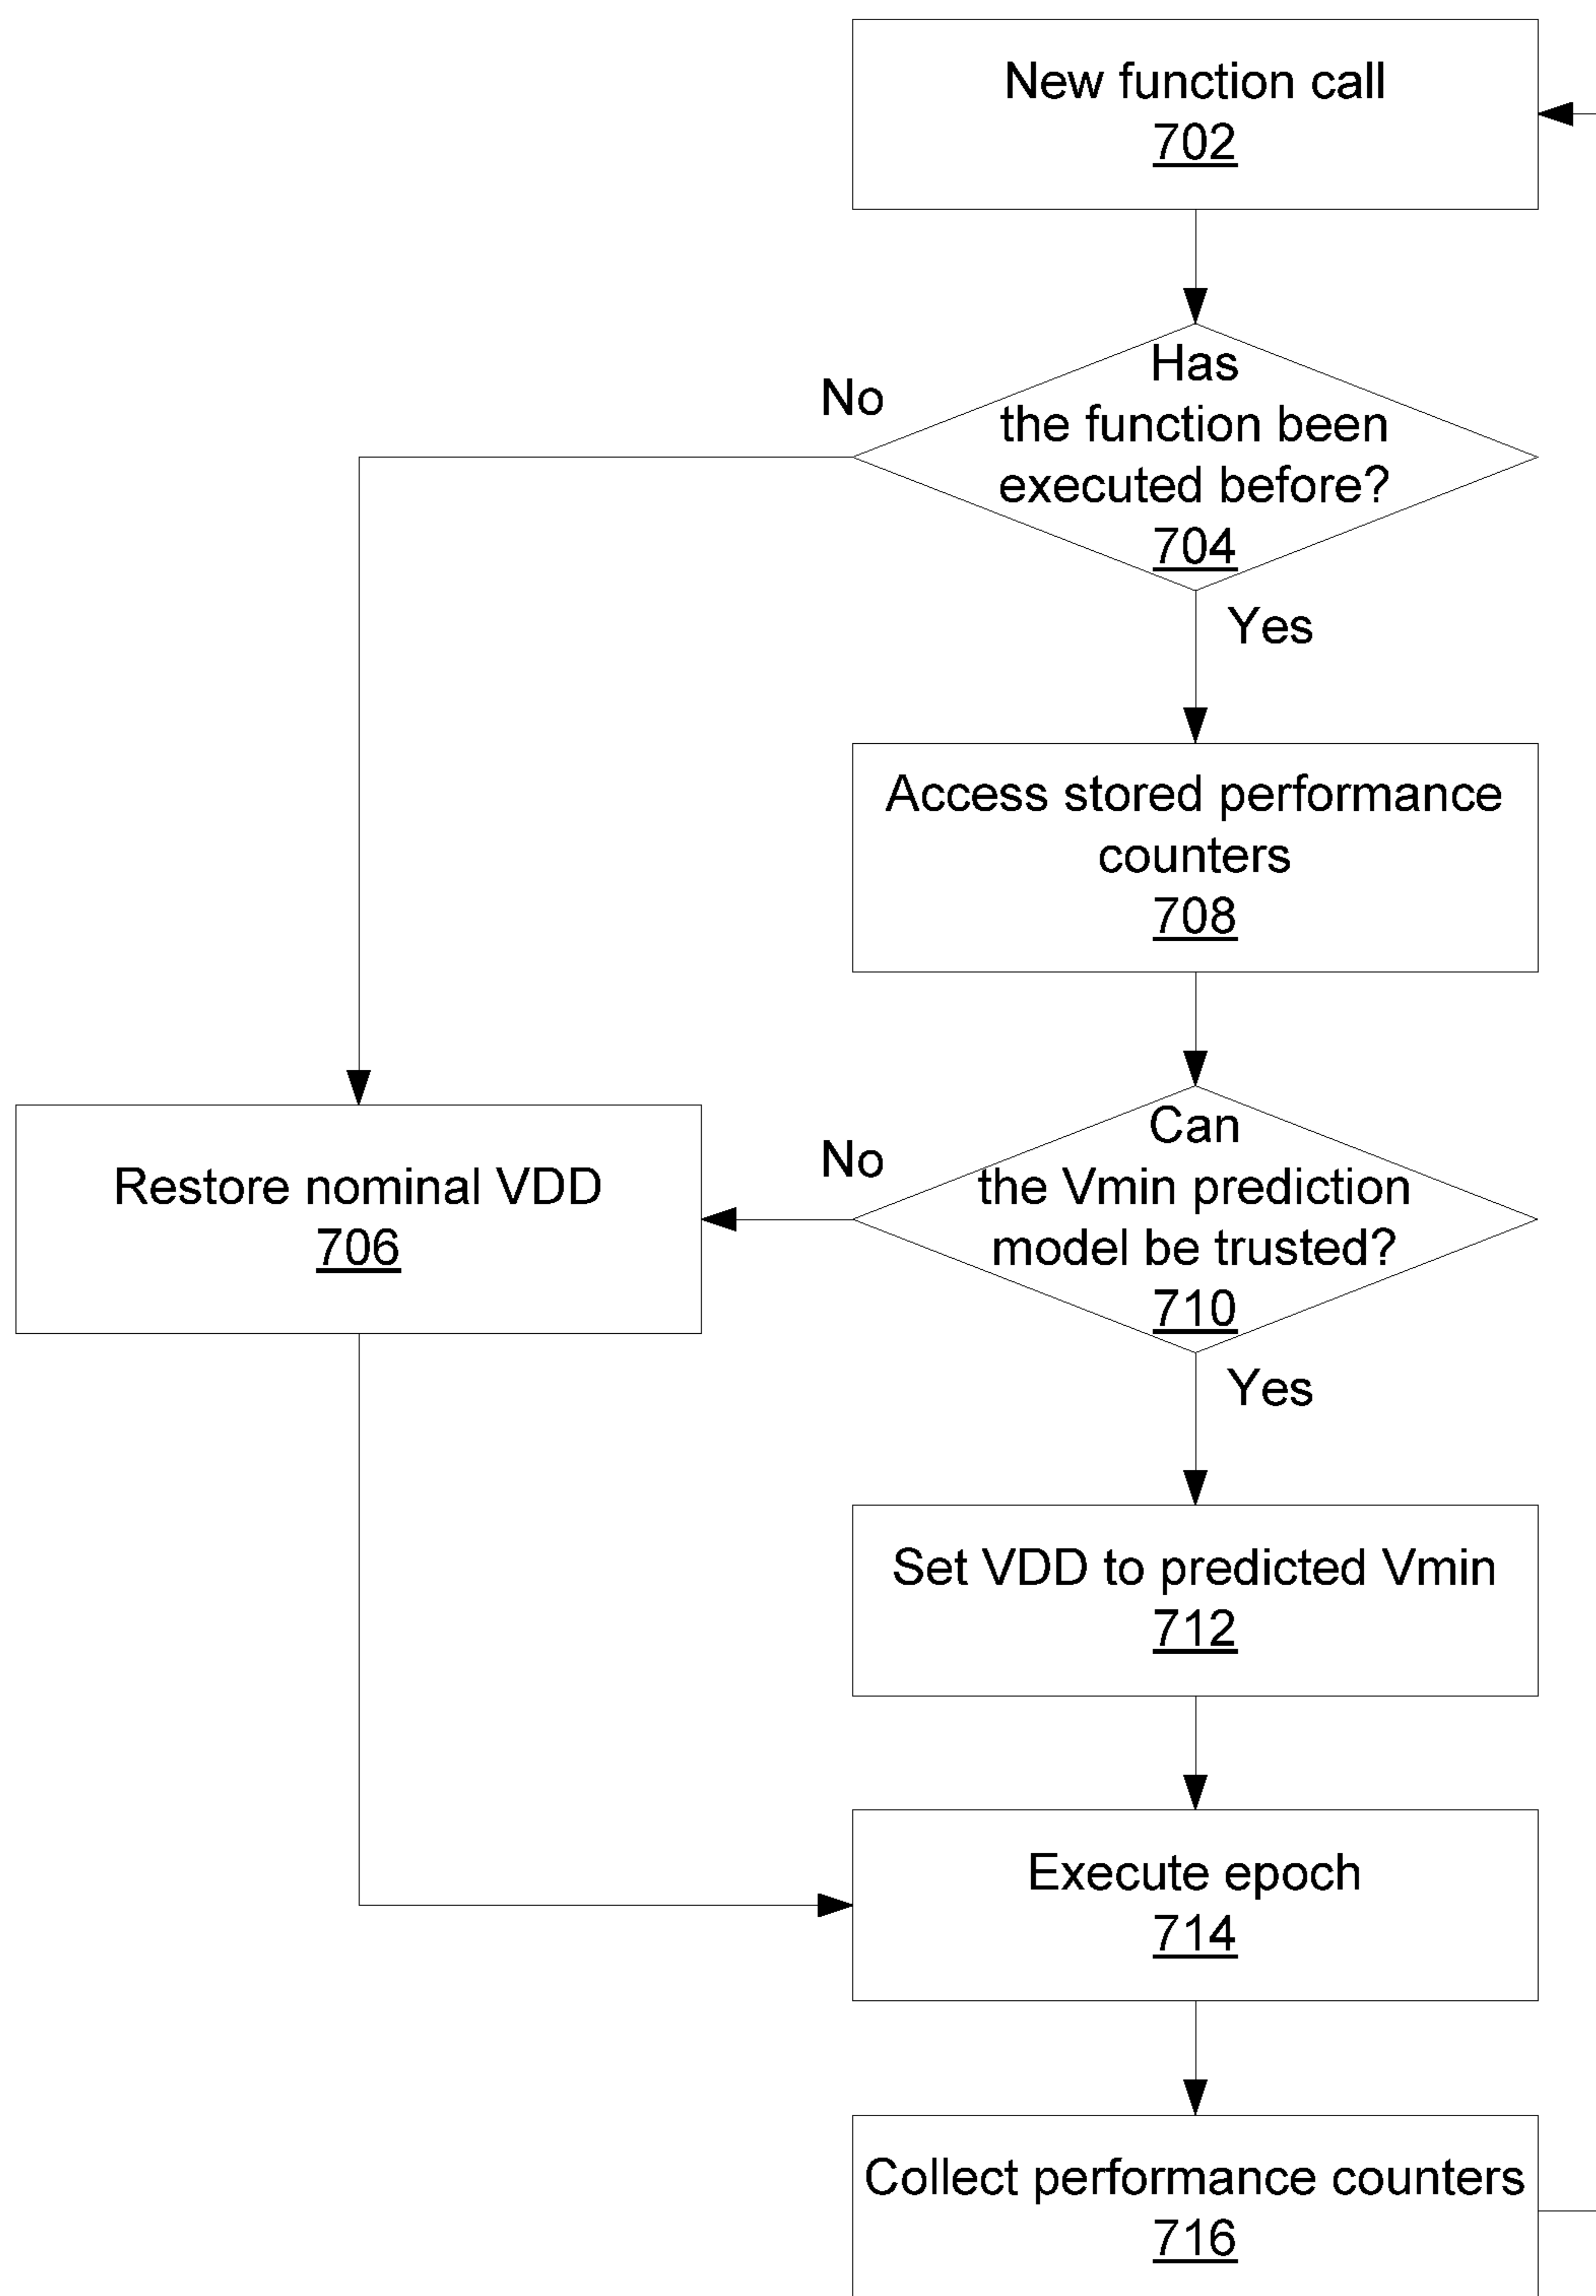 New function call
702
Has
the function been
executed before?
704
No
Yes
Access stored performance
counters
708
Can
the Vmin prediction
model be trusted?
710
No
Yes
Restore nominal VDD
706
Set VDD to predicted Vmin
712
Execute epoch
714
Collect performance counters
716